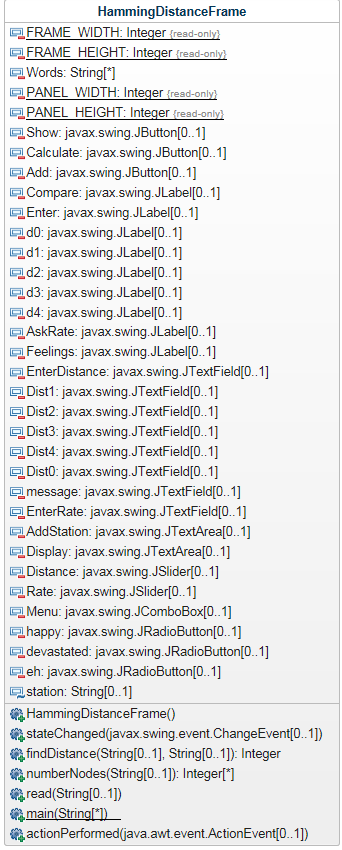 HammingDistanceFrame
FRAME_WIDTH: Integer {read-only}
FRAME_HEIGHT: Integer {read-only}
Words: String[*]
PANEL_WIDTH: Integer {read-only}
PANEL_HEIGHT: Integer {read-only}
Show: javax.swing.JButton[0..1]
Calculate: javax.swing.JButton[0..1]
Add: javax.swing.JButton[0..1]
Compare: javax.swing.JLabel[0..1]
Enter: javax.swing.JLabel[0..1]
d0: javax.swing.JLabel[0..1]
d1: javax.swing.JLabel[0..1]
d2: javax.swing.JLabel[0..1]
d3: javax.swing.JLabel[0..1]
d4: javax.swing.JLabel[0..1]
AskRate: javax.swing.JLabel[0..1]
Feelings: javax.swing.JLabel[0..1]
EnterDistance: javax.swing.JTextField[0..1]
Dist1: javax.swing.JTextField[0..1]
Dist2: javax.swing.JTextField[0..1]
Dist3: javax.swing.JTextField[0..1]
Dist4: javax.swing.JTextField[0..1]
Dist0: javax.swing.JTextField[0..1]
message: javax.swing.JTextField[0..1]
EnterRate: javax.swing.JTextField[0..1]
AddStation: javax.swing.JTextArea[0..1]
Display: javax.swing.JTextArea[0..1]
Distance: javax.swing.JSlider[0..1]
Rate: javax.swing.JSlider[0..1]
Menu: javax.swing.JComboBox[0..1]
happy: javax.swing.JRadioButton[0..1]
devastated: javax.swing.JRadioButton[0..1]
eh: javax.swing.JRadioButton[0..1]
station: String[0..1]
HammingDistanceFrame()
stateChanged(javax.swing.event.ChangeEvent[0..1])
findDistance(String[0..1], String[0..1]): Integer
numberNodes(String[0..1]): Integer[*]
read(String[0..1])
main(String[*])
actionPerformed(java.awt.event.ActionEvent[0..1])